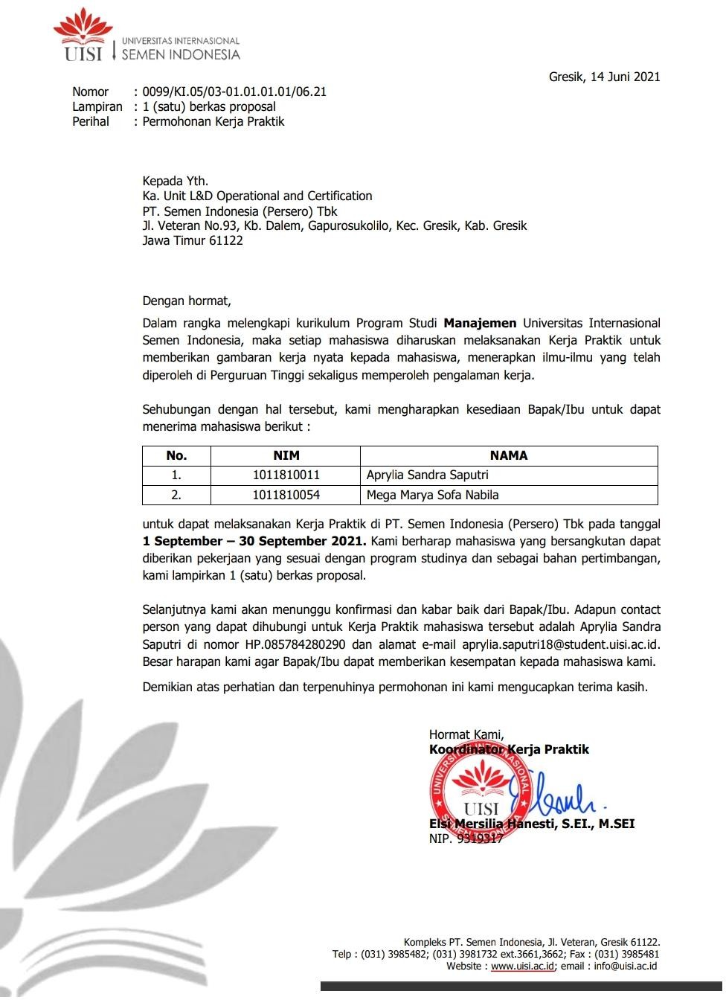 UISI
UNIVERSITAS INTERNASIONAL
SEMEN INDONESIA
Gresik, 14 Juni 2021
Nomor : 0099/KI.05/03-01.01.01.01/06.21
Lampiran : 1 (satu) berkas proposal
Perihal : Permohonan Kerja Praktik
Kepada Yth.
Ka. Unit L&D Operational and Certification
PT. Semen Indonesia (Persero) Tbk
Jl. Veteran No.93, Kb. Dalem, Gapurosukolilo, Kec. Gresik, Kab. Gresik
Jawa Timur 61122
Dengan hormat,
Dalam rangka melengkapi kurikulum Program Studi Manajemen Universitas Internasional
Semen Indonesia, maka setiap mahasiswa diharuskan melaksanakan Kerja Praktik untuk
memberikan gambaran kerja nyata kepada mahasiswa, menerapkan ilmu-ilmu yang telah
diperoleh di Perguruan Tinggi sekaligus memperoleh pengalaman kerja.
Sehubungan dengan hal tersebut, kami mengharapkan kesediaan Bapak/Ibu untuk dapat
menerima mahasiswa berikut :
No. NIM NAMA
1. 1011810011 Aprylia Sandra Saputri
2. 1011810054 Mega Marya Sofa Nabila
untuk dapat melaksanakan Kerja Praktik di PT. Semen Indonesia (Persero) Tbk pada tanggal
1 September – 30 September 2021. Kami berharap mahasiswa yang bersangkutan dapat
diberikan pekerjaan yang sesuai dengan program studinya dan sebagai bahan pertimbangan,
kami lampirkan 1 (satu) berkas proposal.
Selanjutnya kami akan menunggu konfirmasi dan kabar baik dari Bapak/Ibu. Adapun contact
person yang dapat dihubungi untuk Kerja Praktik mahasiswa tersebut adalah Aprylia Sandra
Saputri di nomor HP.085784280290 dan alamat e-mail aprylia.saputri18@student.uisi.ac.id.
Besar harapan kami agar Bapak/Ibu dapat memberikan kesempatan kepada mahasiswa kami.
Demikian atas perhatian dan terpenuhinya permohonan ini kami mengucapkan terima kasih.
Hormat Kami,
Koordinator Kerja Praktik
UNIVERSITAS INTERNASIONAL
UISI
SEMEN INDONESIA
Elsi Mersilia Hanesti, S.EI., M.SEI
NIP. 9319317
Kompleks PT. Semen Indonesia, Jl. Veteran, Gresik 61122.
Telp : (031) 3985482; (031) 3981732 ext.3661,3662; Fax : (031) 3985481
Website : www.uisi.ac.id; email : info@uisi.ac.id